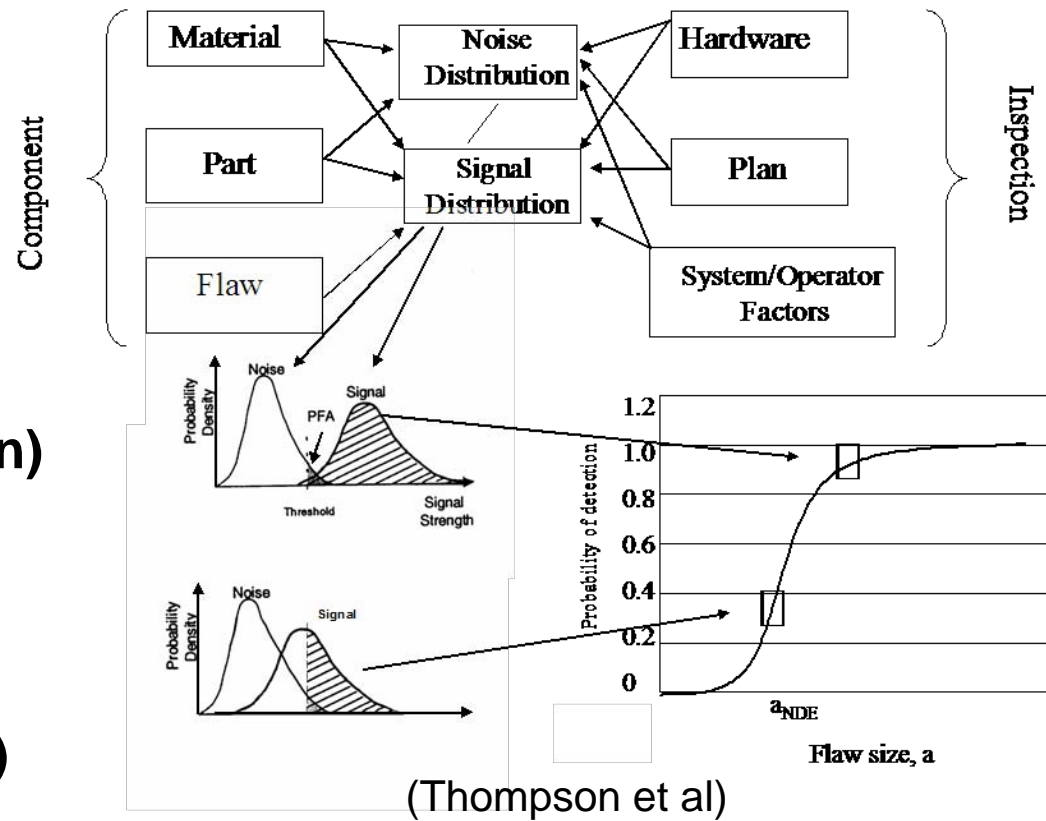 Material
Noise
Distribution
Hardware
Component
Part
Signal
Distribution
Plan
Inspection
Flaw
System/Operator
Factors
Probability
Density
Noise
PFA
Signal
Threshold
Signal
Strength
n)
Probability
Density
Noise
Signal
)
Probability of detection
1.2
1.0
0.8
0.6
0.4
0.2
0
aNDE
Flaw size, a
(Thompson et al)